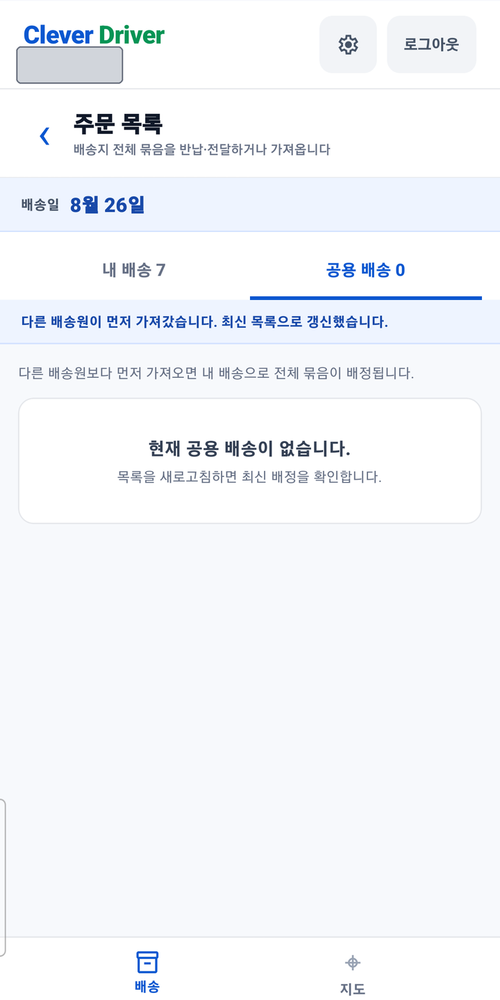 Clever Driver
로그아웃
주문 목록
배송지 전체 묶음을 반납·전달하거나 가져옵니다
배송일 8월 26일
내 배송 7
공용 배송 0
다른 배송원이 먼저 가져갔습니다. 최신 목록으로 갱신했습니다.
다른 배송원보다 먼저 가져오면 내 배송으로 전체 묶음이 배정됩니다.
현재 공용 배송이 없습니다.
목록을 새로고침하면 최신 배정을 확인합니다.
배송
지도